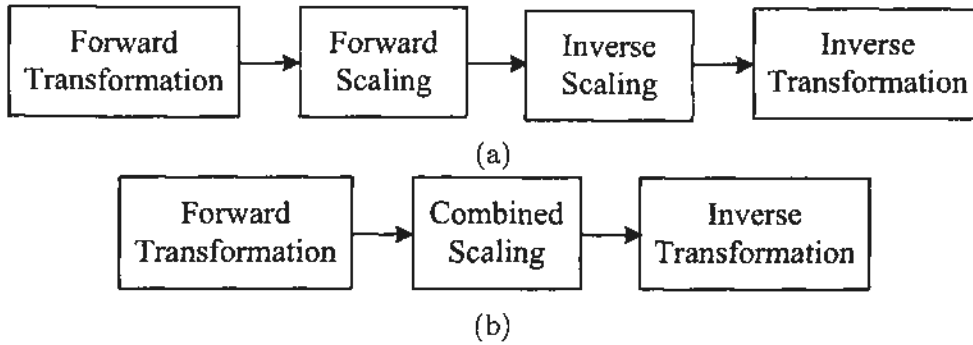 Forward
Transformation
Forward
Scaling
Inverse
Scaling
Inverse
Transformation
(a)
Forward
Transformation
Combined
Scaling
Inverse
Transformation
(b)